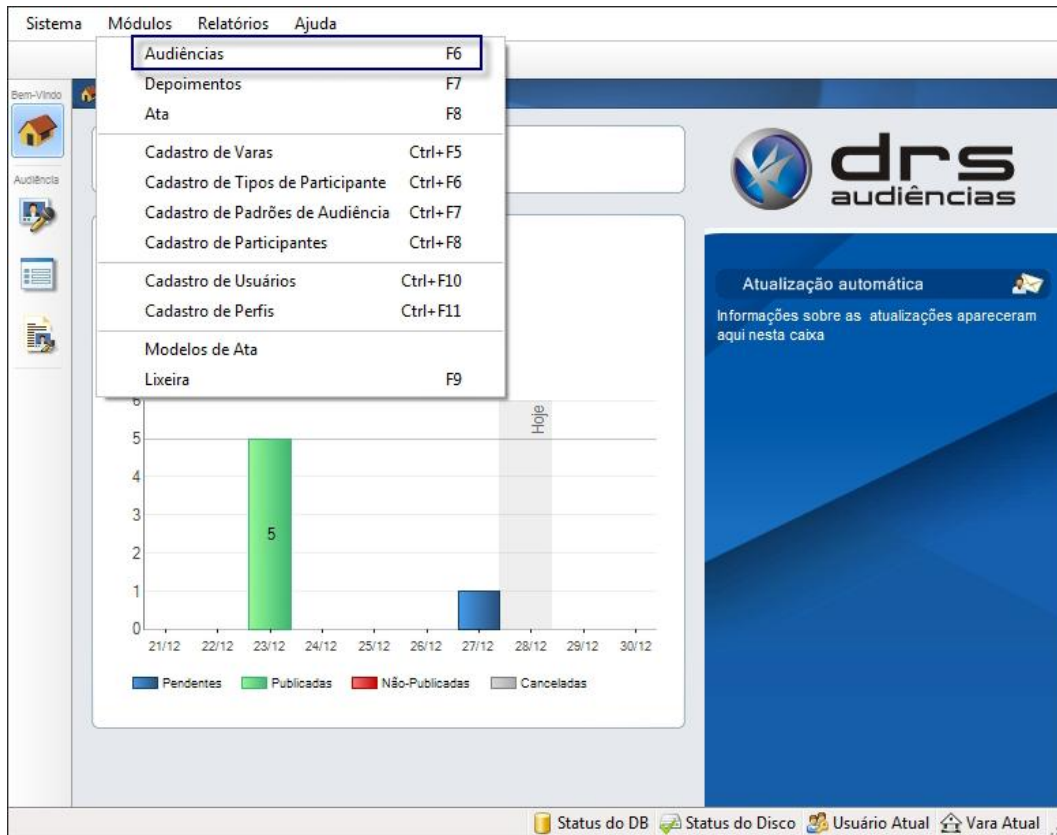 Sistema Módulos Relatórios Ajuda
Audiências F6
Depoimentos F7
Ata F8
Cadastro de Varas Ctrl+F5
Cadastro de Tipos de Participante Ctrl+F6
Cadastro de Padrões de Audiência Ctrl+F7
Cadastro de Participantes Ctrl+F8
Cadastro de Usuários Ctrl+F10
Cadastro de Perfis Ctrl+F11
Modelos de Ata
Lixeira F9
Bem-Vindo
Audiência
drs
audiências
Atualização automática
Informações sobre as atualizações apareceram
aqui nesta caixa
6
5
4
3
2
1
0
Hoje
5
21/12 22/12 23/12 24/12 25/12 26/12 27/12 28/12 29/12 30/12
Pendentes Publicadas Não-Publicadas Canceladas
Status do DB Status do Disco Usuário Atual Vara Atual